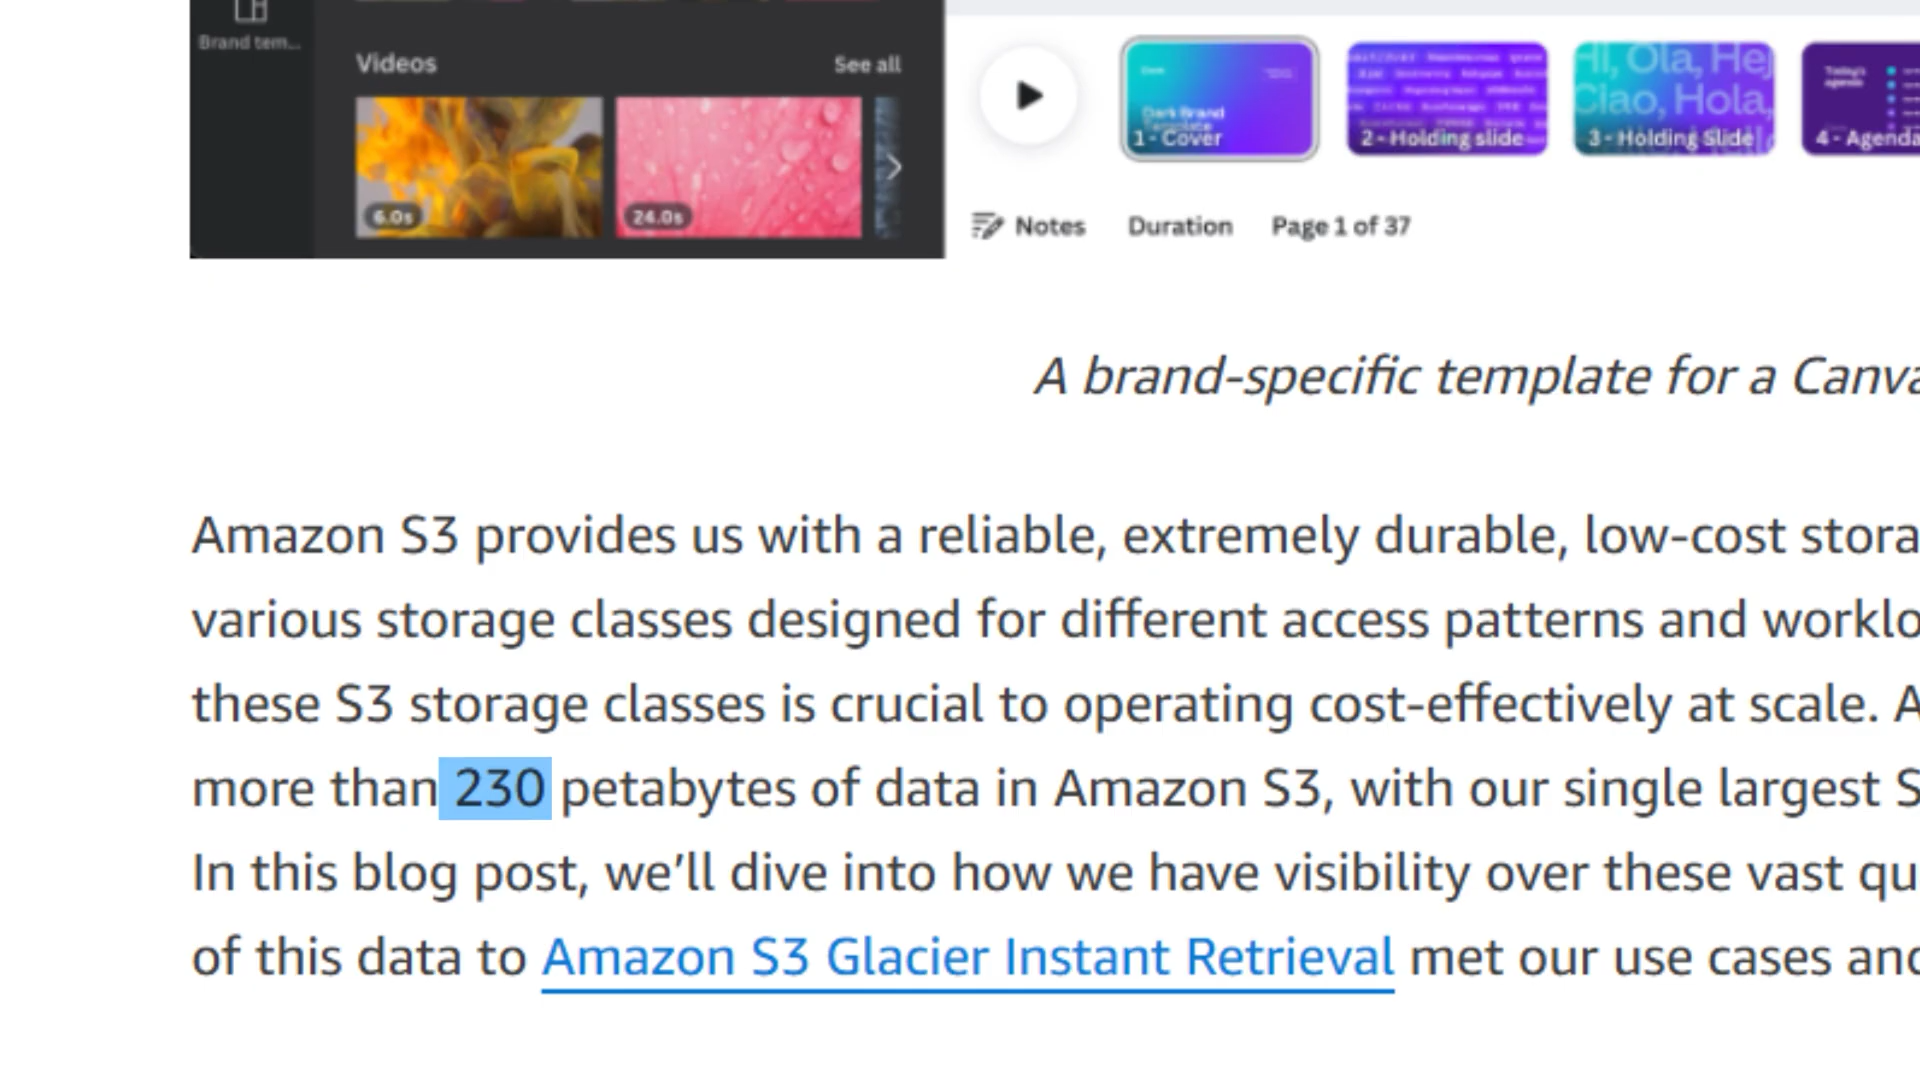 Brand tem...
Videos
See all
6.0s
24.0s
Dark Brand
Template
1 - Cover
2 - Holding slide
Hi, Ola, Hej
Ciao, Hola,
3 - Holding Slide
Today's
agenda
4 - Agenda
Notes
Duration
Page 1 of 37
A brand-specific template for a Canva
Amazon S3 provides us with a reliable, extremely durable, low-cost stora
various storage classes designed for different access patterns and worklo
these S3 storage classes is crucial to operating cost-effectively at scale. A
more than 230 petabytes of data in Amazon S3, with our single largest S
In this blog post, we’ll dive into how we have visibility over these vast qu
of this data to Amazon S3 Glacier Instant Retrieval met our use cases and